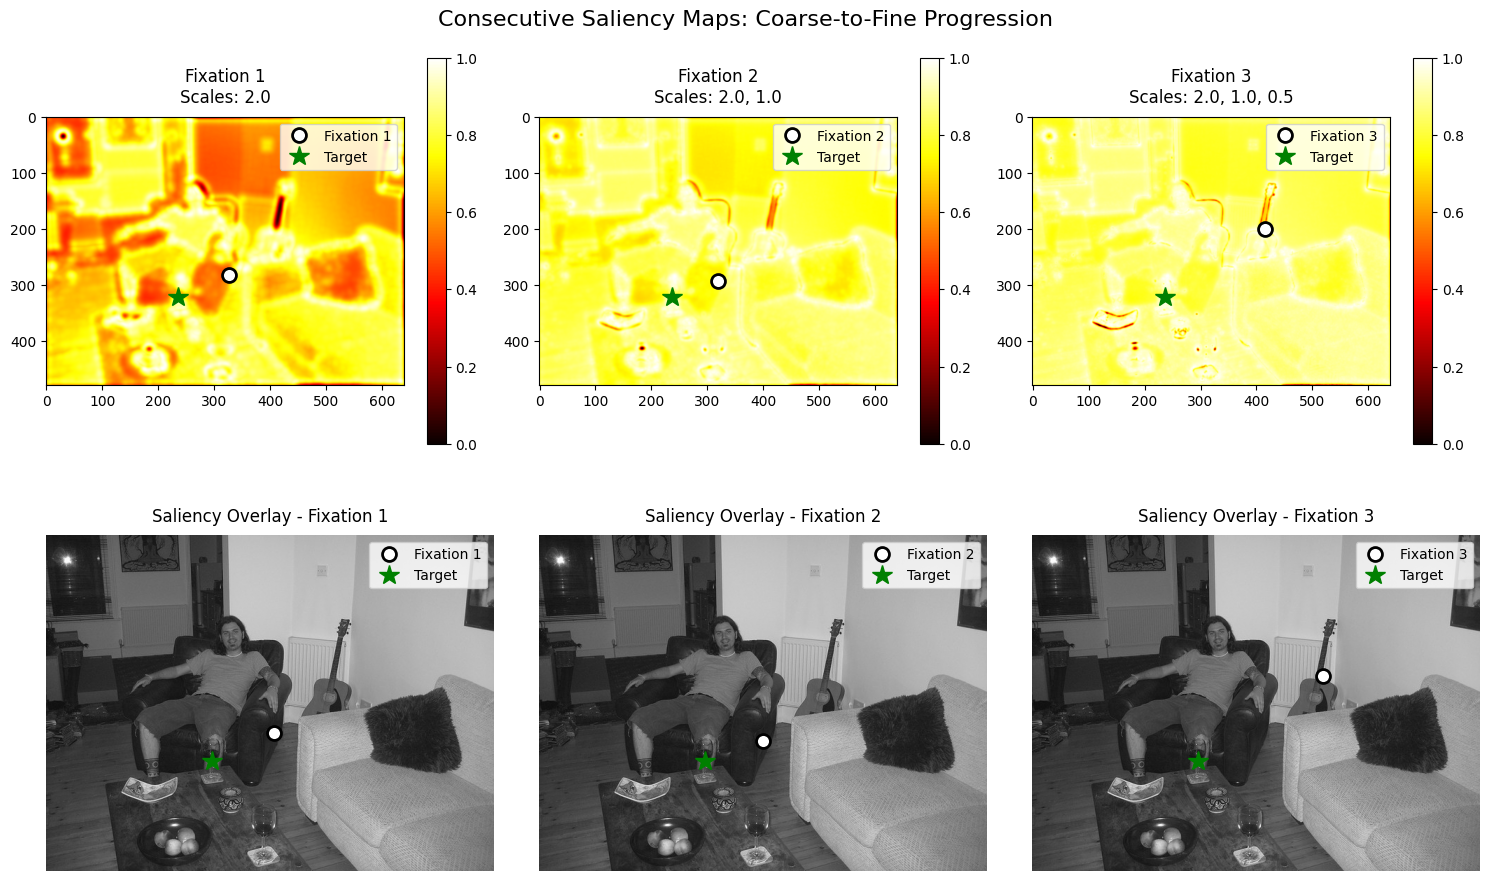 Consecutive Saliency Maps: Coarse-to-Fine Progression
Fixation 1
Scales: 2.0
Fixation 1
Target
0
100
200
300
400
0 100 200 300 400 500 600
1.0
0.8
0.6
0.4
0.2
0.0
Fixation 2
Scales: 2.0, 1.0
Fixation 2
Target
0
100
200
300
400
0 100 200 300 400 500 600
1.0
0.8
0.6
0.4
0.2
0.0
Fixation 3
Scales: 2.0, 1.0, 0.5
Fixation 3
Target
0
100
200
300
400
0 100 200 300 400 500 600
1.0
0.8
0.6
0.4
0.2
0.0
Saliency Overlay - Fixation 1
Fixation 1
Target
Saliency Overlay - Fixation 2
Fixation 2
Target
Saliency Overlay - Fixation 3
Fixation 3
Target